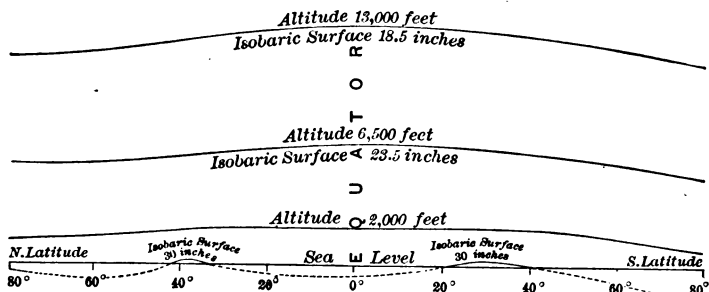 Altitude 13,000 feet
Isobaric Surface 18.5 inches
Altitude 6,500 feet
Isobaric Surface 23.5 inches
Altitude 2,000 feet
EQUATOR
N. Latitude
Isobaric Surface
30 inches
Sea Level
Isobaric Surface
30 inches
S. Latitude
80° 60° 40° 20° 0° 20° 40° 60° 80°